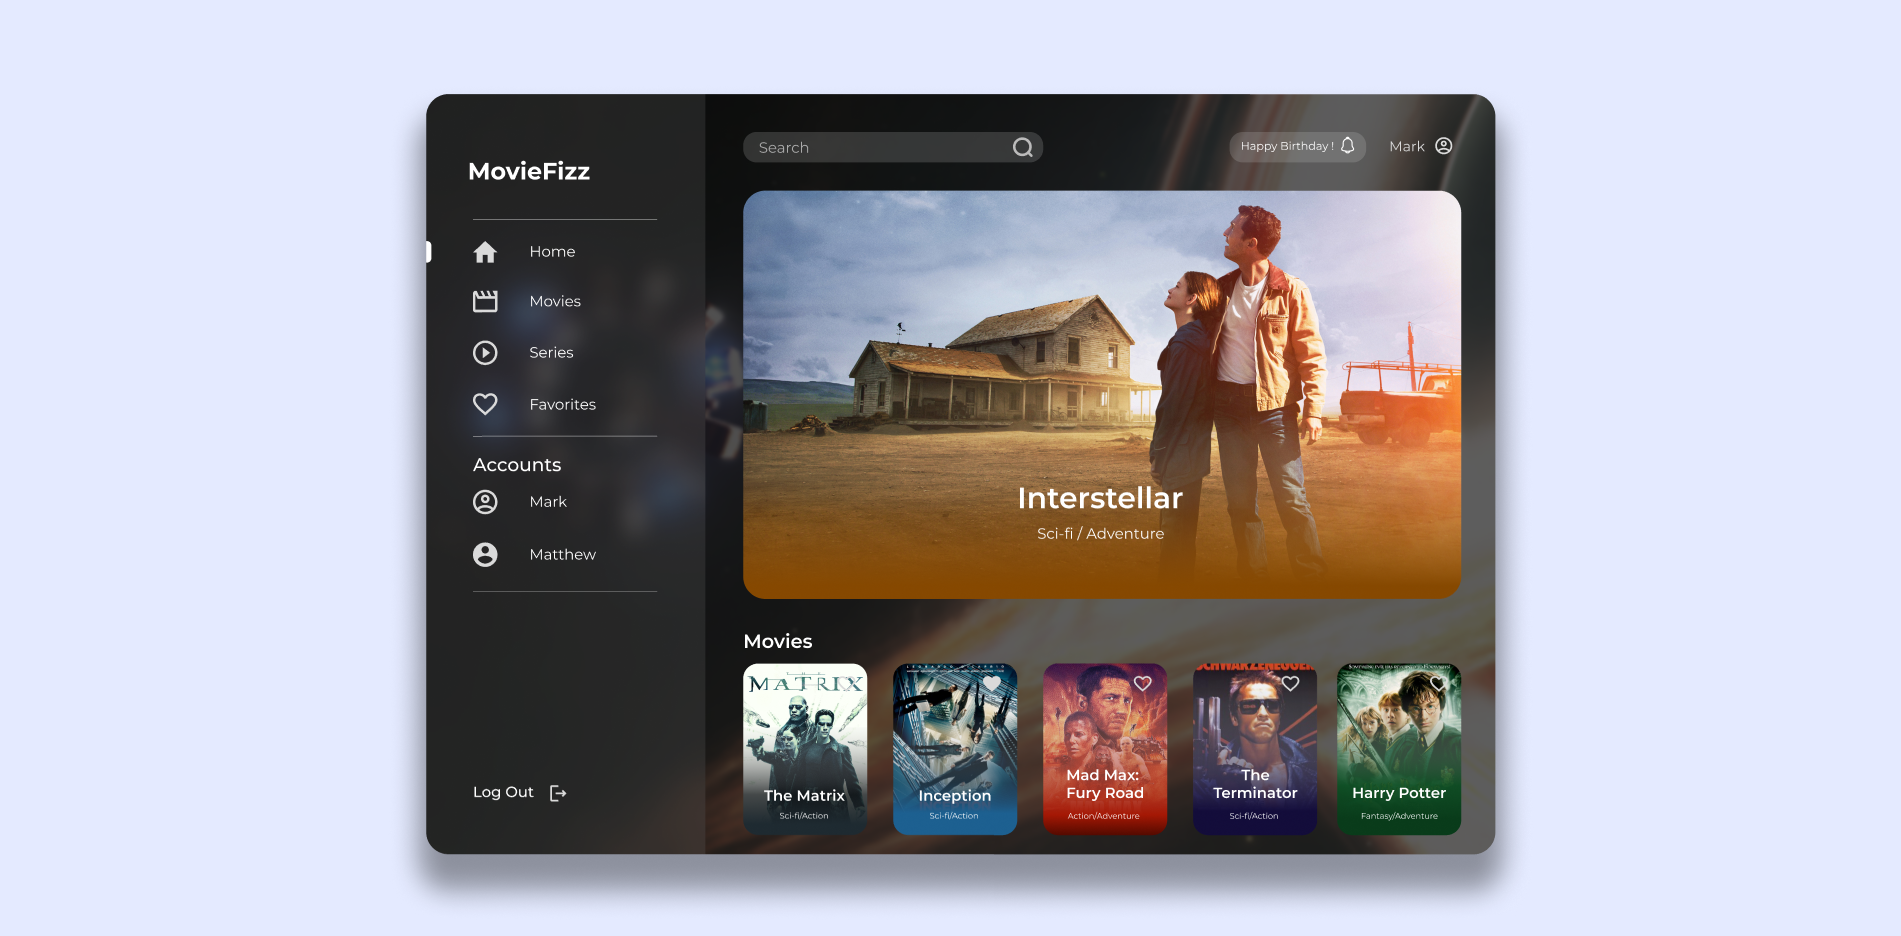 MovieFizz
Home
Movies
Series
Favorites
Accounts
Mark
Matthew
Log Out
Search
Happy Birthday !
Mark
Interstellar
Sci-fi / Adventure
Movies
THE
MATRIX
The Matrix
Sci-fi/Action
Inception
Sci-fi/Action
Mad Max:
Fury Road
Action/Adventure
SCHWARZENEGGER
The
Terminator
Sci-fi/Action
Harry Potter
Fantasy/Adventure